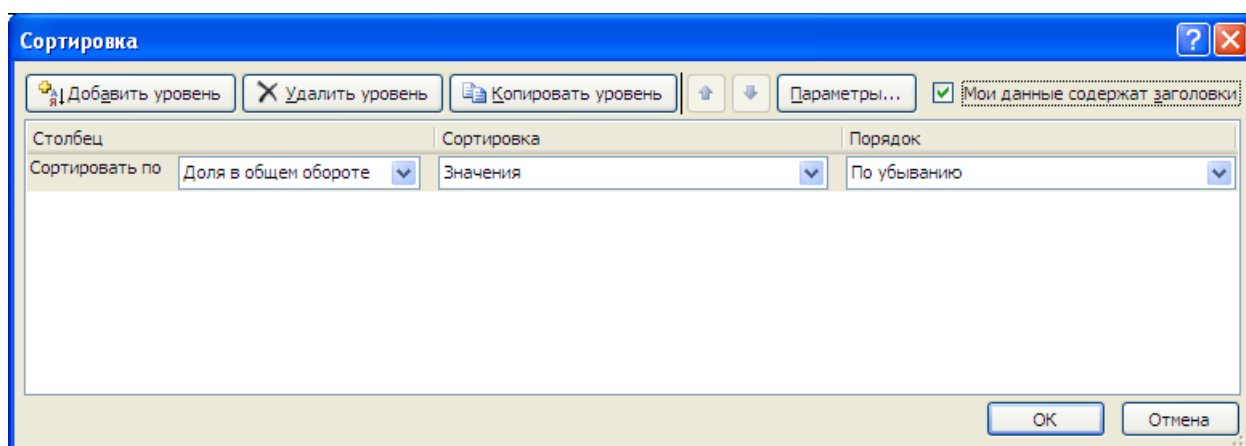 Сортировка
Добавить уровень Удалить уровень Копировать уровень Параметры... Мои данные содержат заголовки
Столбец Сортировка Порядок
Сортировать по Доля в общем обороте Значения По убыванию
ОК Отмена